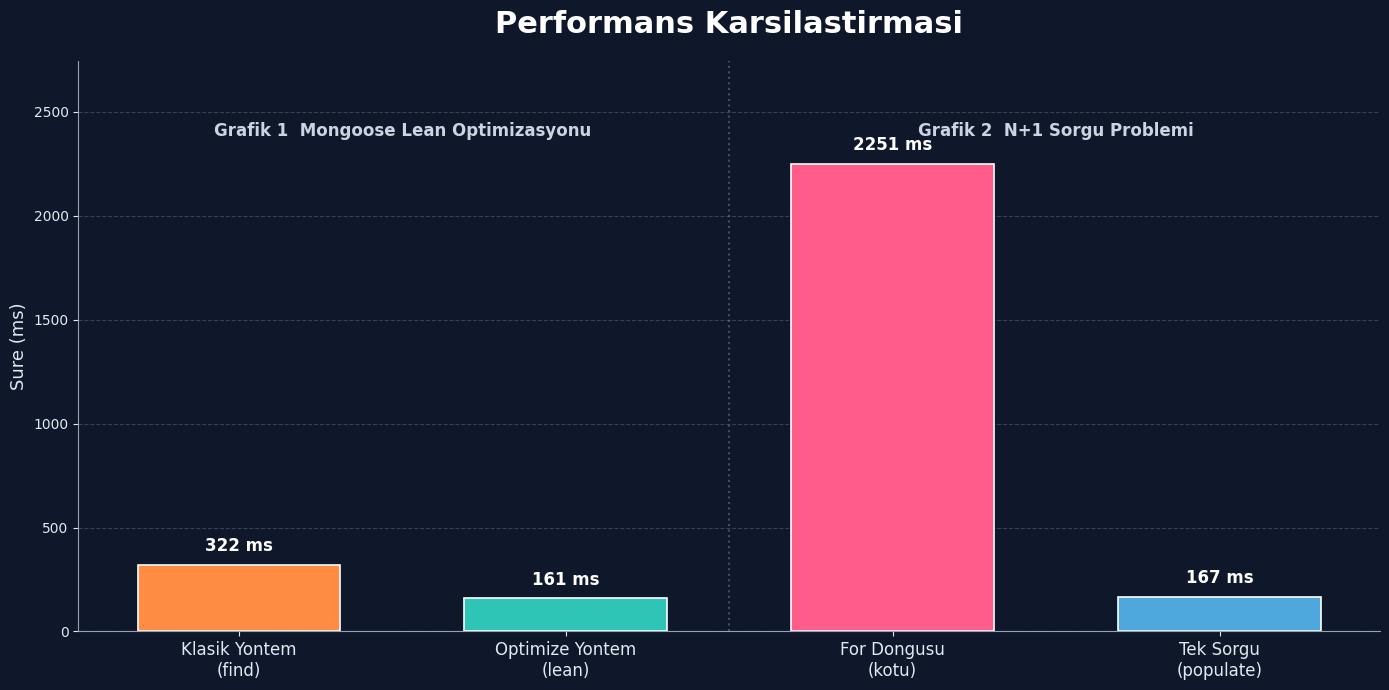 Performans Karsilastirmasi
Grafik 1  Mongoose Lean Optimizasyonu
Grafik 2  N+1 Sorgu Problemi
Sure (ms)
2500
2000
1500
1000
500
0
322 ms
161 ms
2251 ms
167 ms
Klasik Yontem
(find)
Optimize Yontem
(lean)
For Dongusu
(kotu)
Tek Sorgu
(populate)